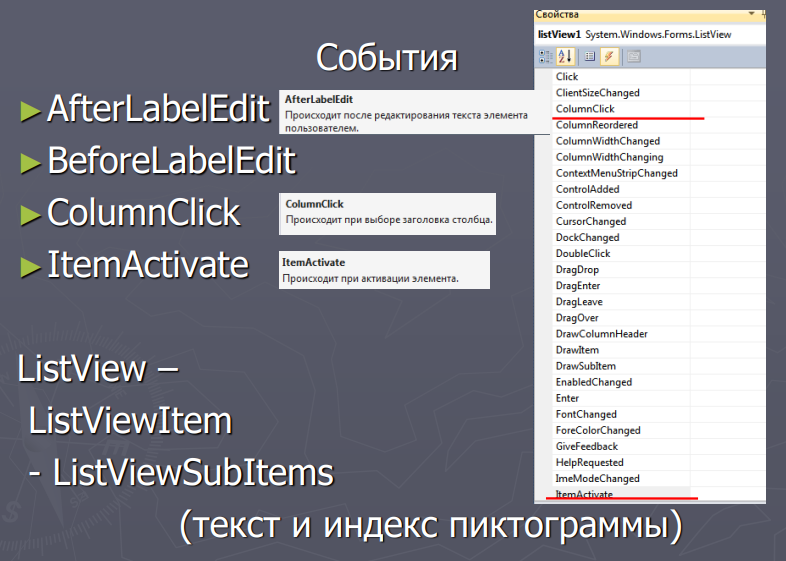 События
►AfterLabelEdit
AfterLabelEdit
Происходит после редактирования текста элемента
пользователем.
►BeforeLabelEdit
►ColumnClick
ColumnClick
Происходит при выборе заголовка столбца.
►ItemActivate
ItemActivate
Происходит при активации элемента.
ListView –
ListViewItem
- ListViewSubItems
(текст и индекс пиктограммы)
Свойства
listView1 System.Windows.Forms.ListView
Click
ClientSizeChanged
ColumnClick
ColumnReordered
ColumnWidthChanged
ColumnWidthChanging
ContextMenuStripChanged
ControlAdded
ControlRemoved
CursorChanged
DockChanged
DoubleClick
DragDrop
DragEnter
DragLeave
DragOver
DrawColumnHeader
DrawItem
DrawSubItem
EnabledChanged
Enter
FontChanged
ForeColorChanged
GiveFeedback
HelpRequested
ImeModeChanged
ItemActivate